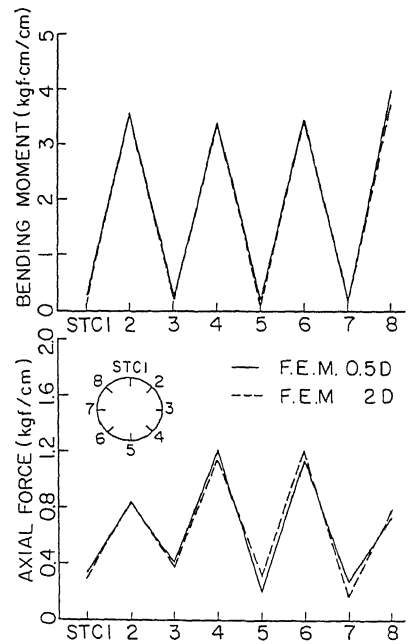 BENDING MOMENT (kgf·cm/cm)
5
4
3
2
1
0
STC1 2 3 4 5 6 7 8
AXIAL FORCE (kgf/cm)
2.0
1.6
1.2
0.8
0.4
0
STC1
8 2
7 3
6 4
5
F.E.M. 0.5D
F.E.M 2D
STC1 2 3 4 5 6 7 8